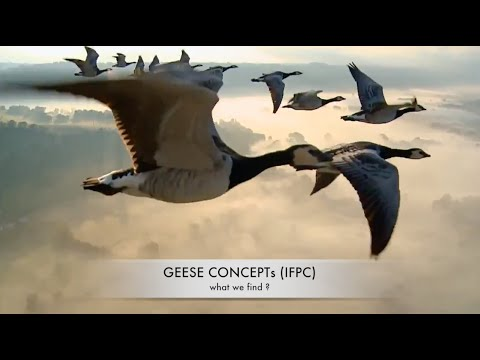 GEESE CONCEPTs (IFPC)
what we find ?